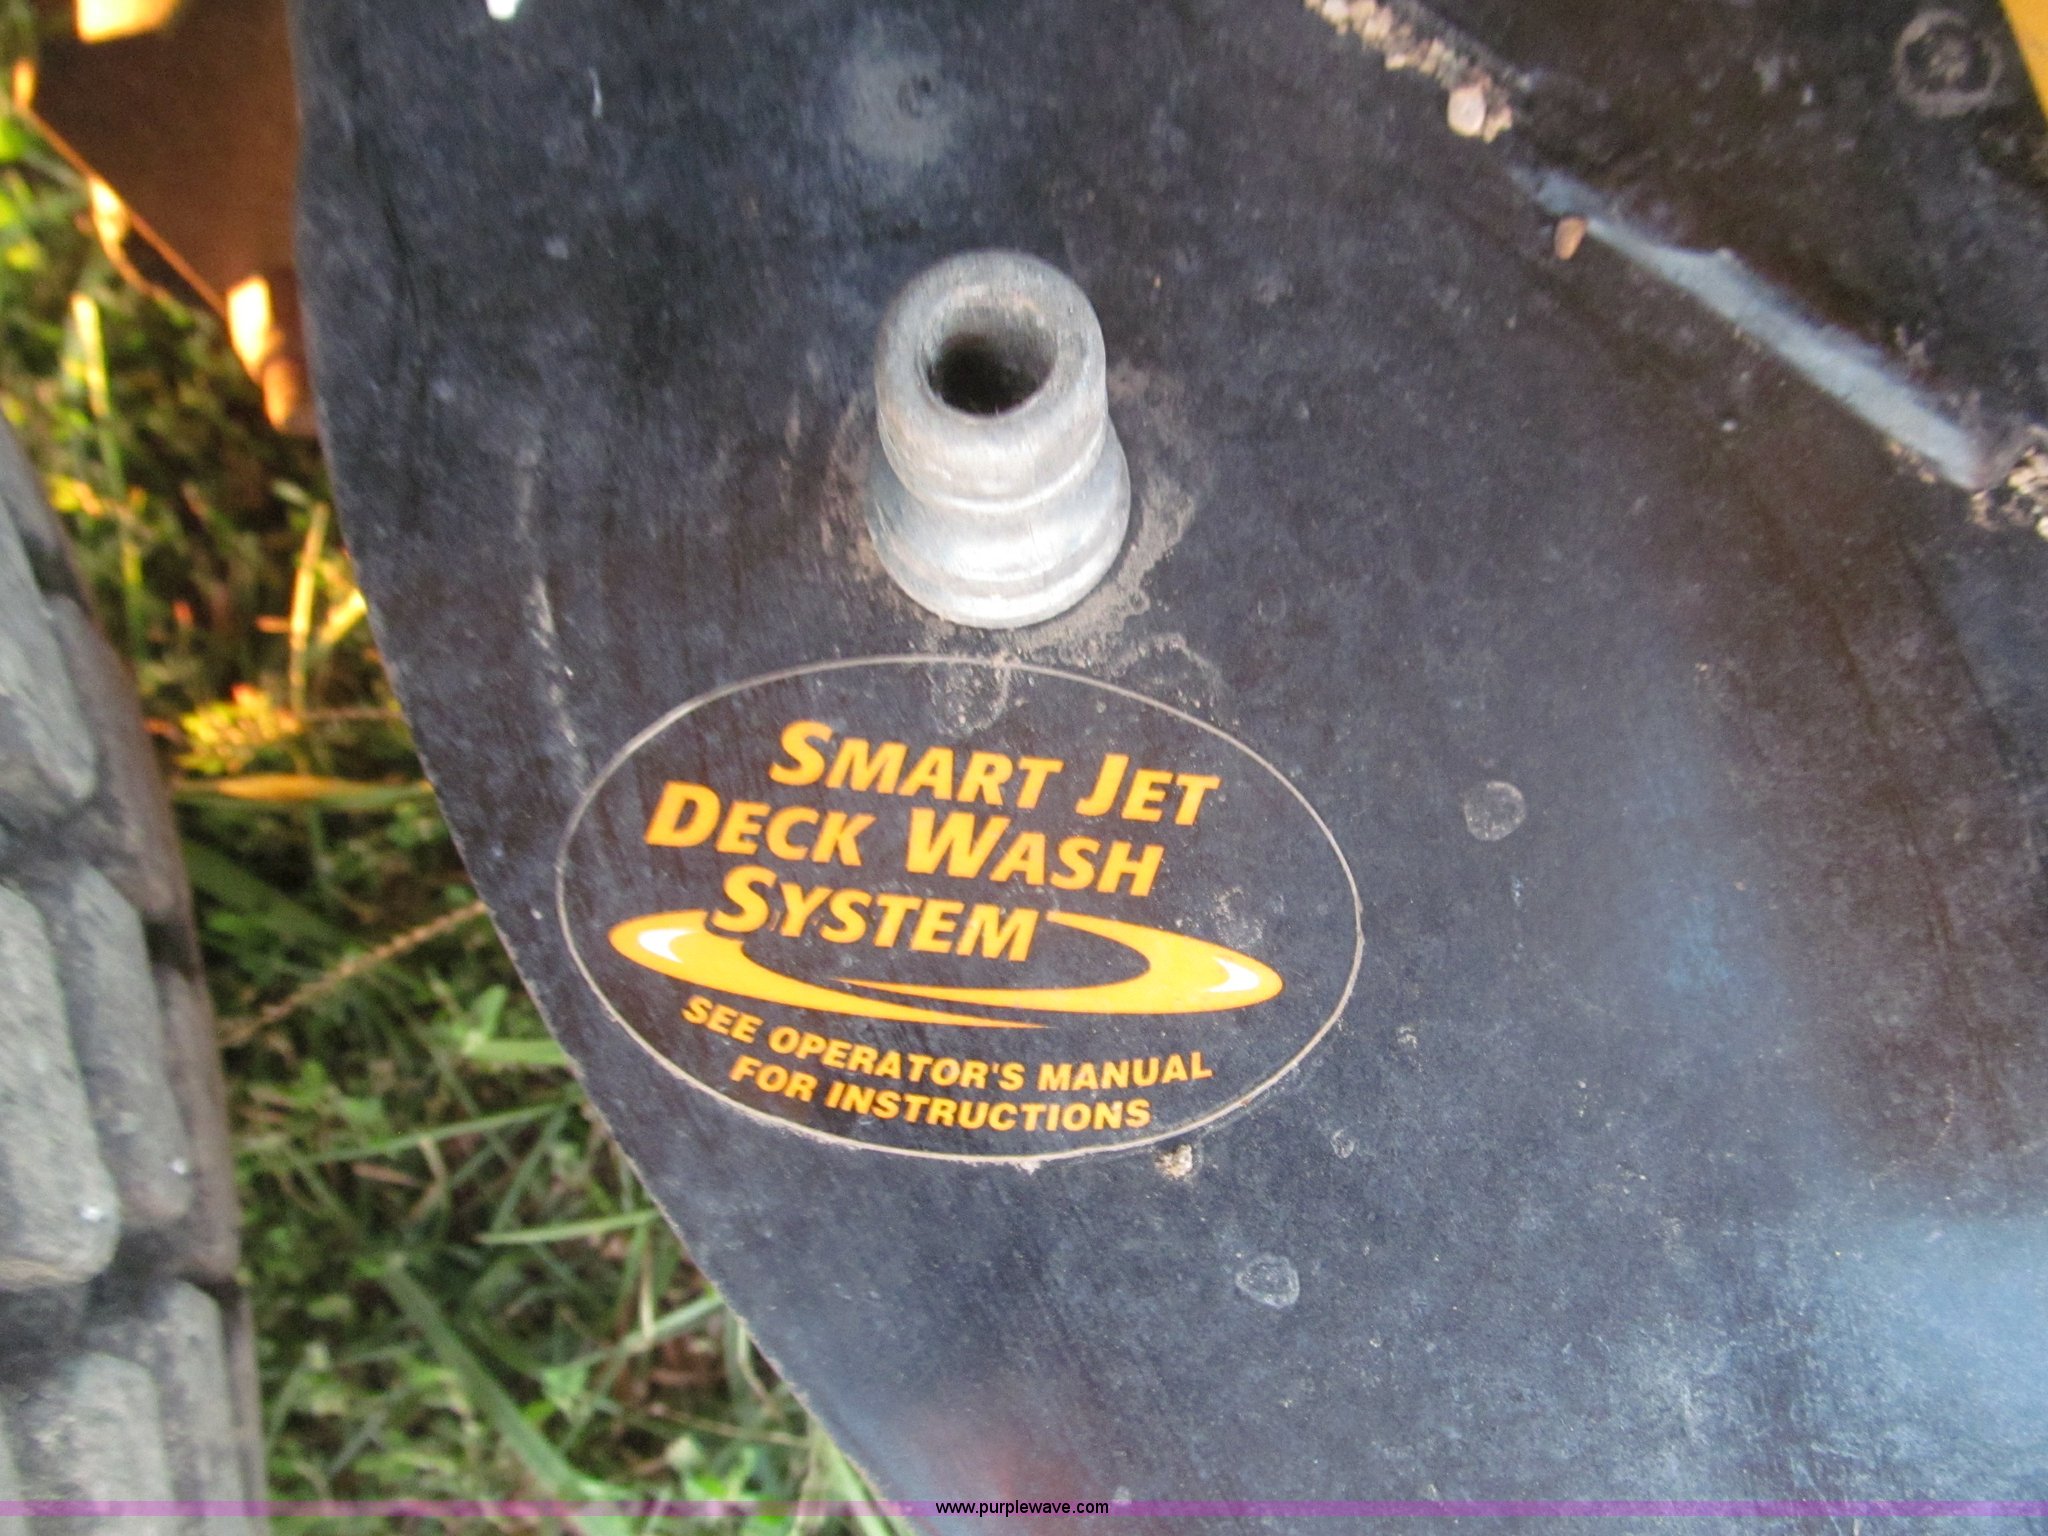 SMART JET
DECK WASH
SYSTEM
SEE OPERATOR'S MANUAL
FOR INSTRUCTIONS
www.purplewave.com